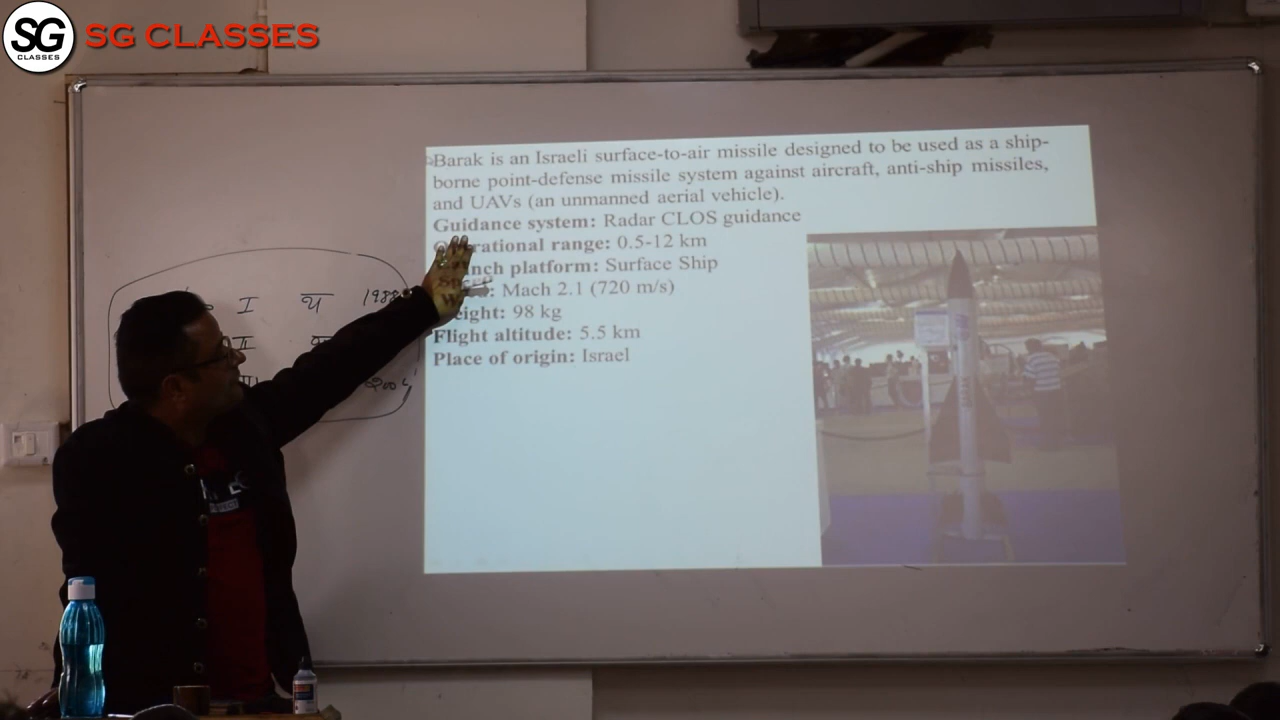 SG
CLASSES
SG CLASSES
Barak is an Israeli surface-to-air missile designed to be used as a ship-
borne point-defense missile system against aircraft, anti-ship missiles,
and UAVs (an unmanned aerial vehicle).
Guidance system: Radar CLOS guidance
Operational range: 0.5-12 km
Launch platform: Surface Ship
Speed: Mach 2.1 (720 m/s)
Weight: 98 kg
Flight altitude: 5.5 km
Place of origin: Israel
I थ 1988
II